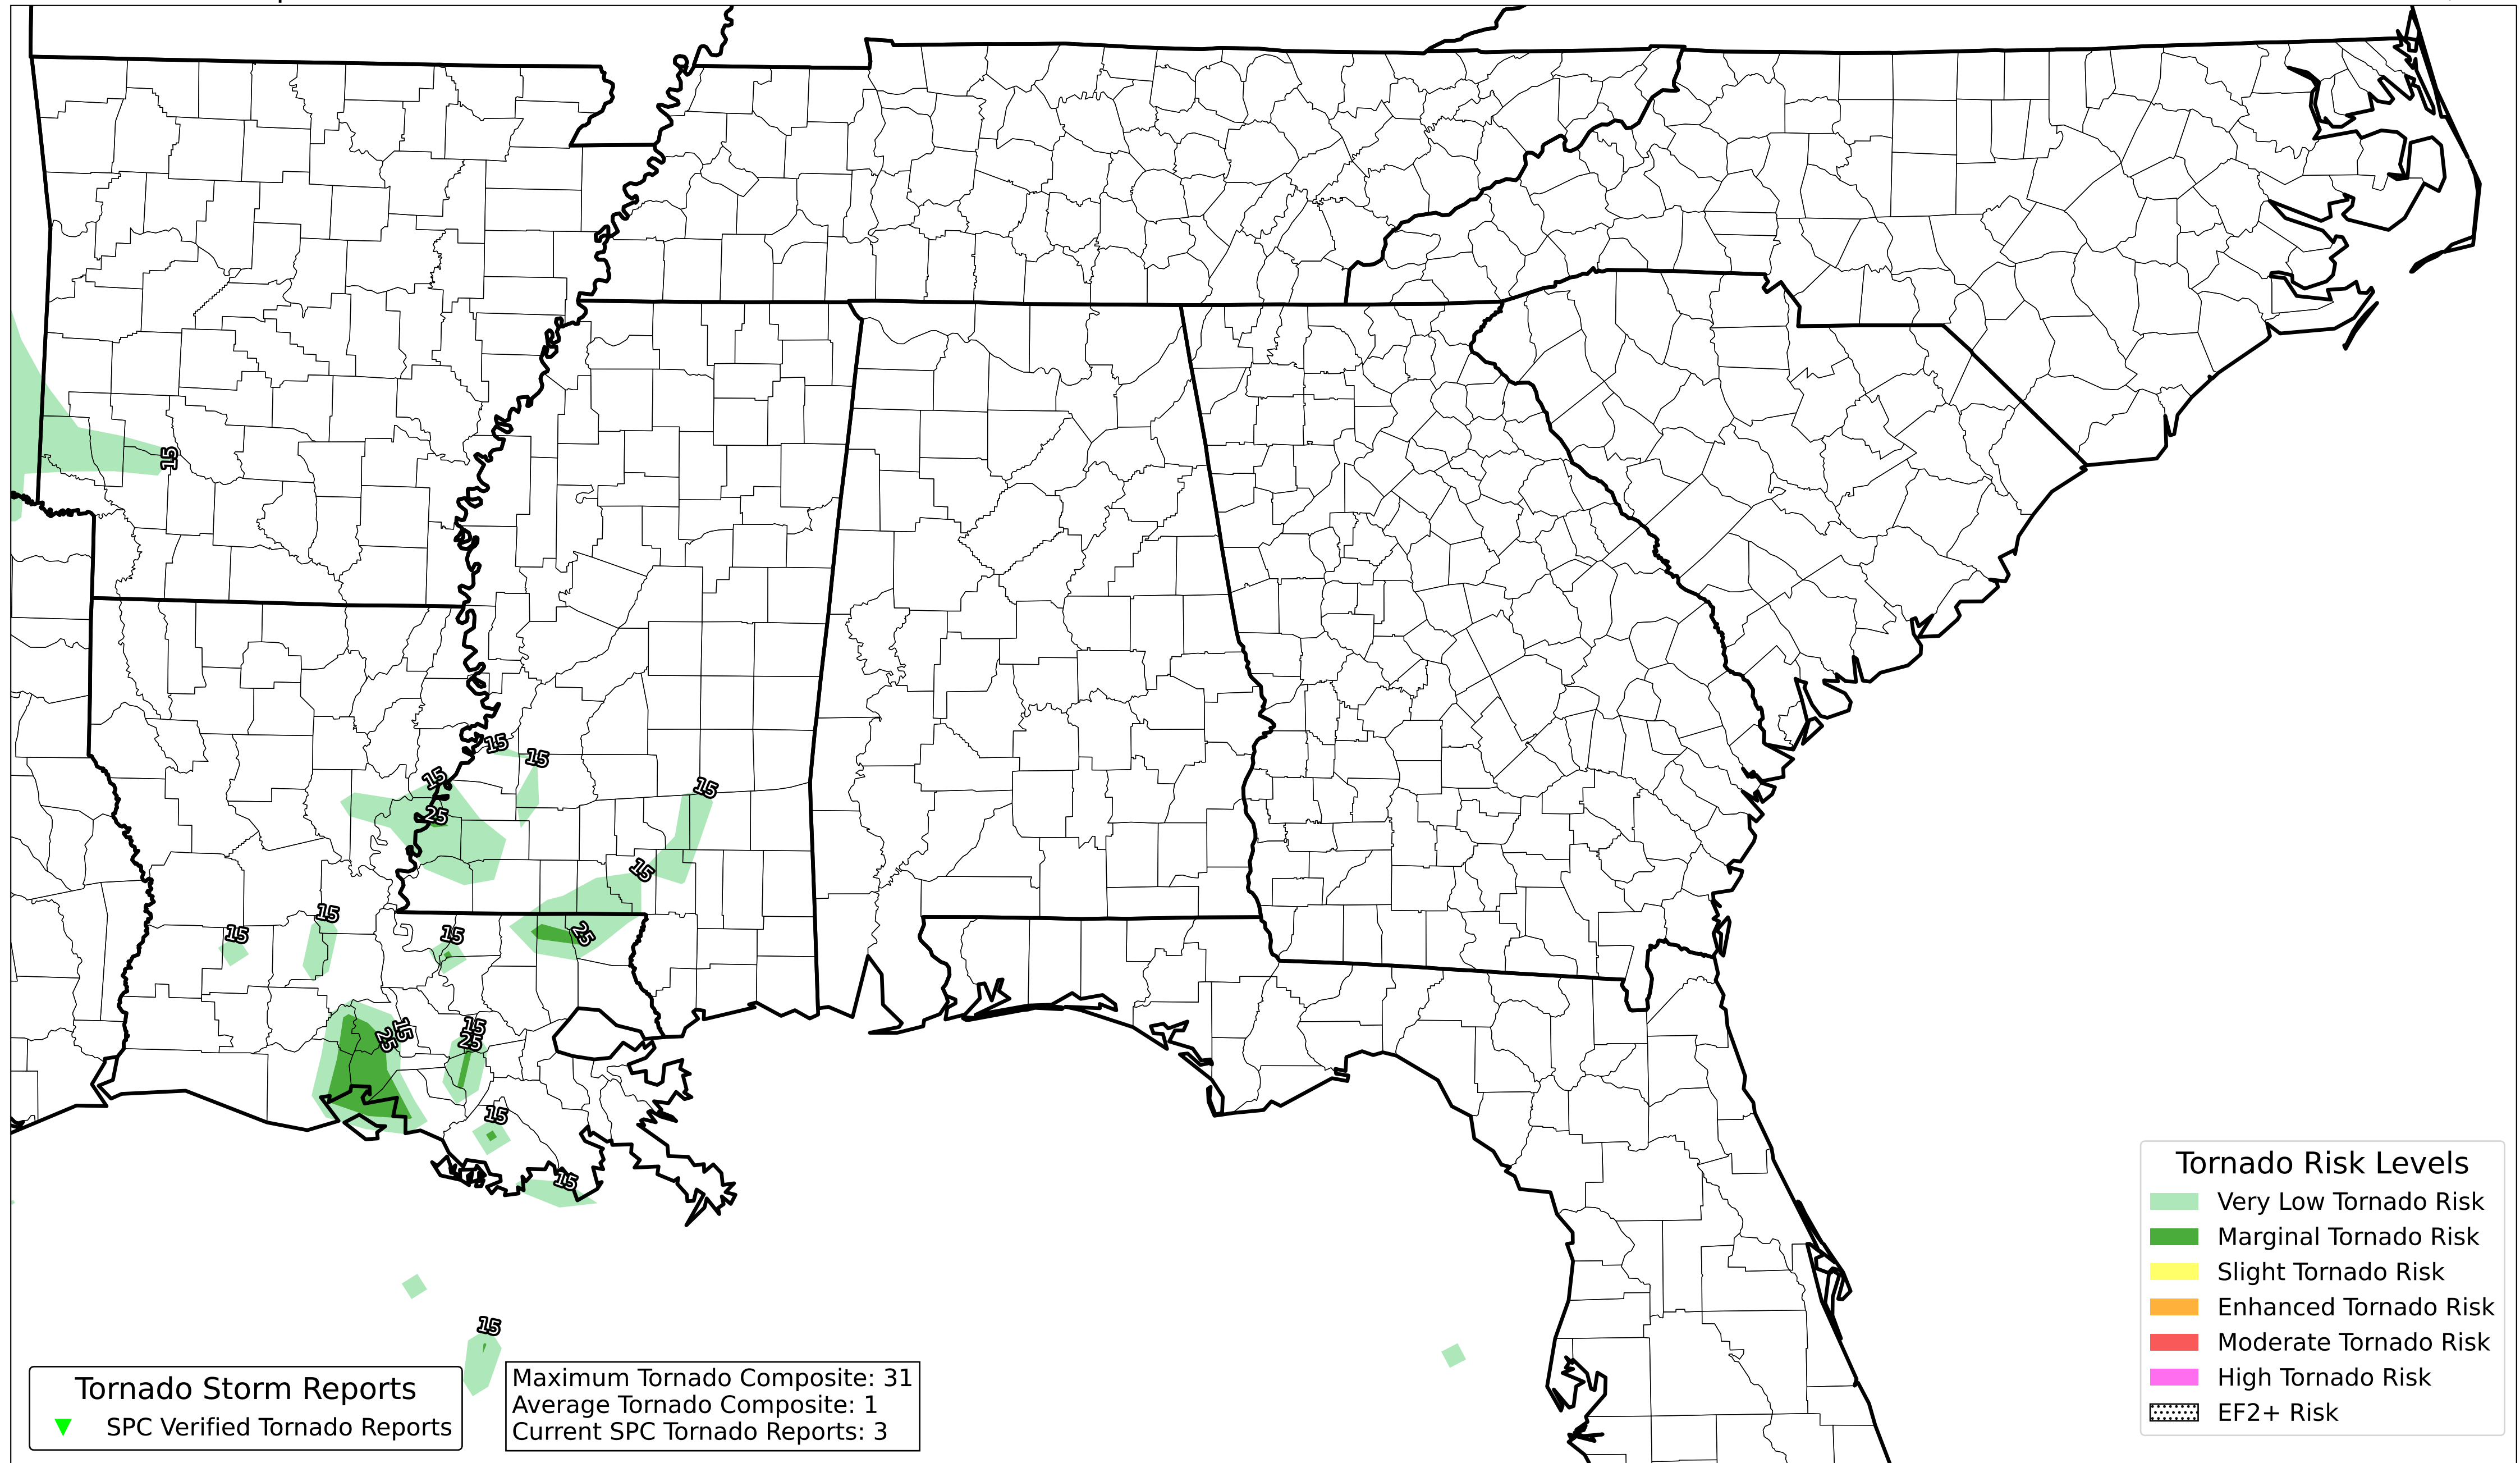 15
15
15
15
15
25
15
15
15
15
25
15
25
15
15
25
15
15
15
Tornado Risk Levels
Very Low Tornado Risk
Marginal Tornado Risk
Slight Tornado Risk
Enhanced Tornado Risk
Moderate Tornado Risk
High Tornado Risk
EF2+ Risk
Tornado Storm Reports
SPC Verified Tornado Reports
Maximum Tornado Composite: 31
Average Tornado Composite: 1
Current SPC Tornado Reports: 3